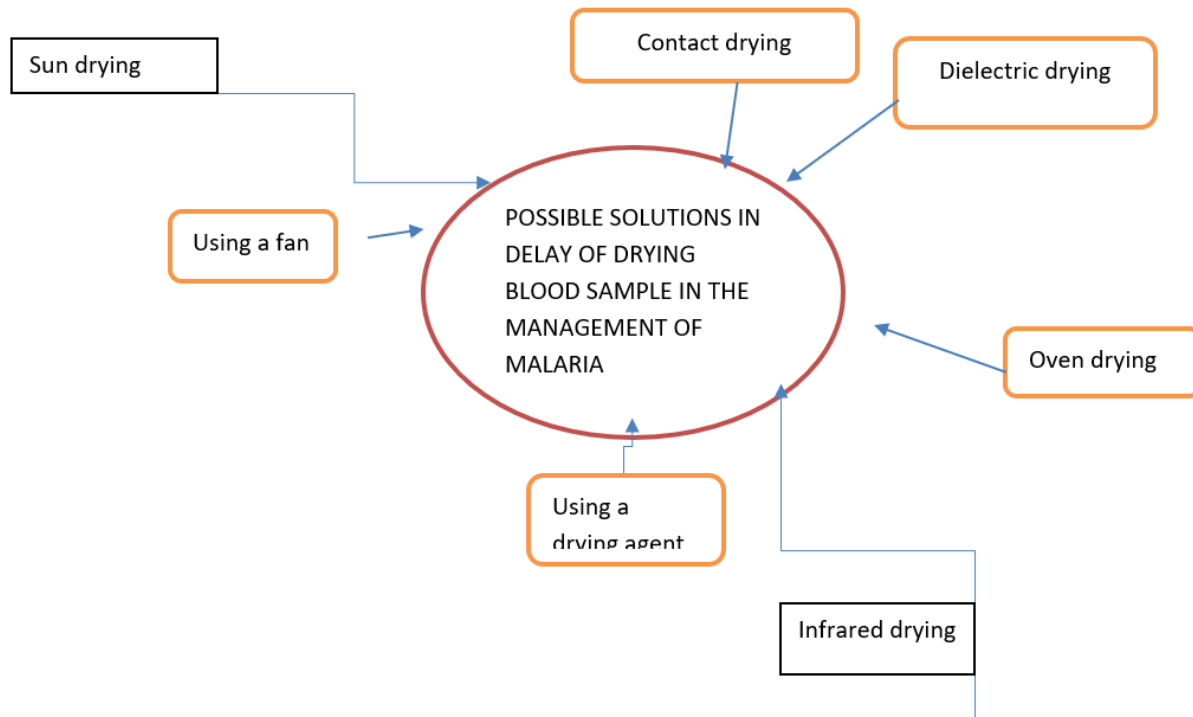 Contact drying
Sun drying
Dielectric drying
Using a fan
POSSIBLE SOLUTIONS IN
DELAY OF DRYING
BLOOD SAMPLE IN THE
MANAGEMENT OF
MALARIA
Oven drying
Using a
drying agent
Infrared drying